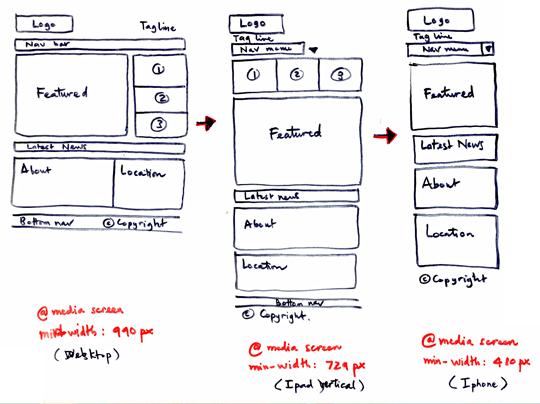 Logo
Tagline
Nav bar
Featured
1
2
3
Latest News
About
Location
Bottom nav
© Copyright
@ media screen
min-width: 990 px
(Desktop)
Logo
Tag line
Nav menu
1
2
3
Featured
Latest news
About
Location
Bottom nav
© Copyright.
@ media screen
min-width: 729 px
(Ipad vertical)
Logo
Tag line
Nav menu
Featured
Latest News
About
Location
© Copyright
@ media screen
min-width: 480 px
(Iphone)